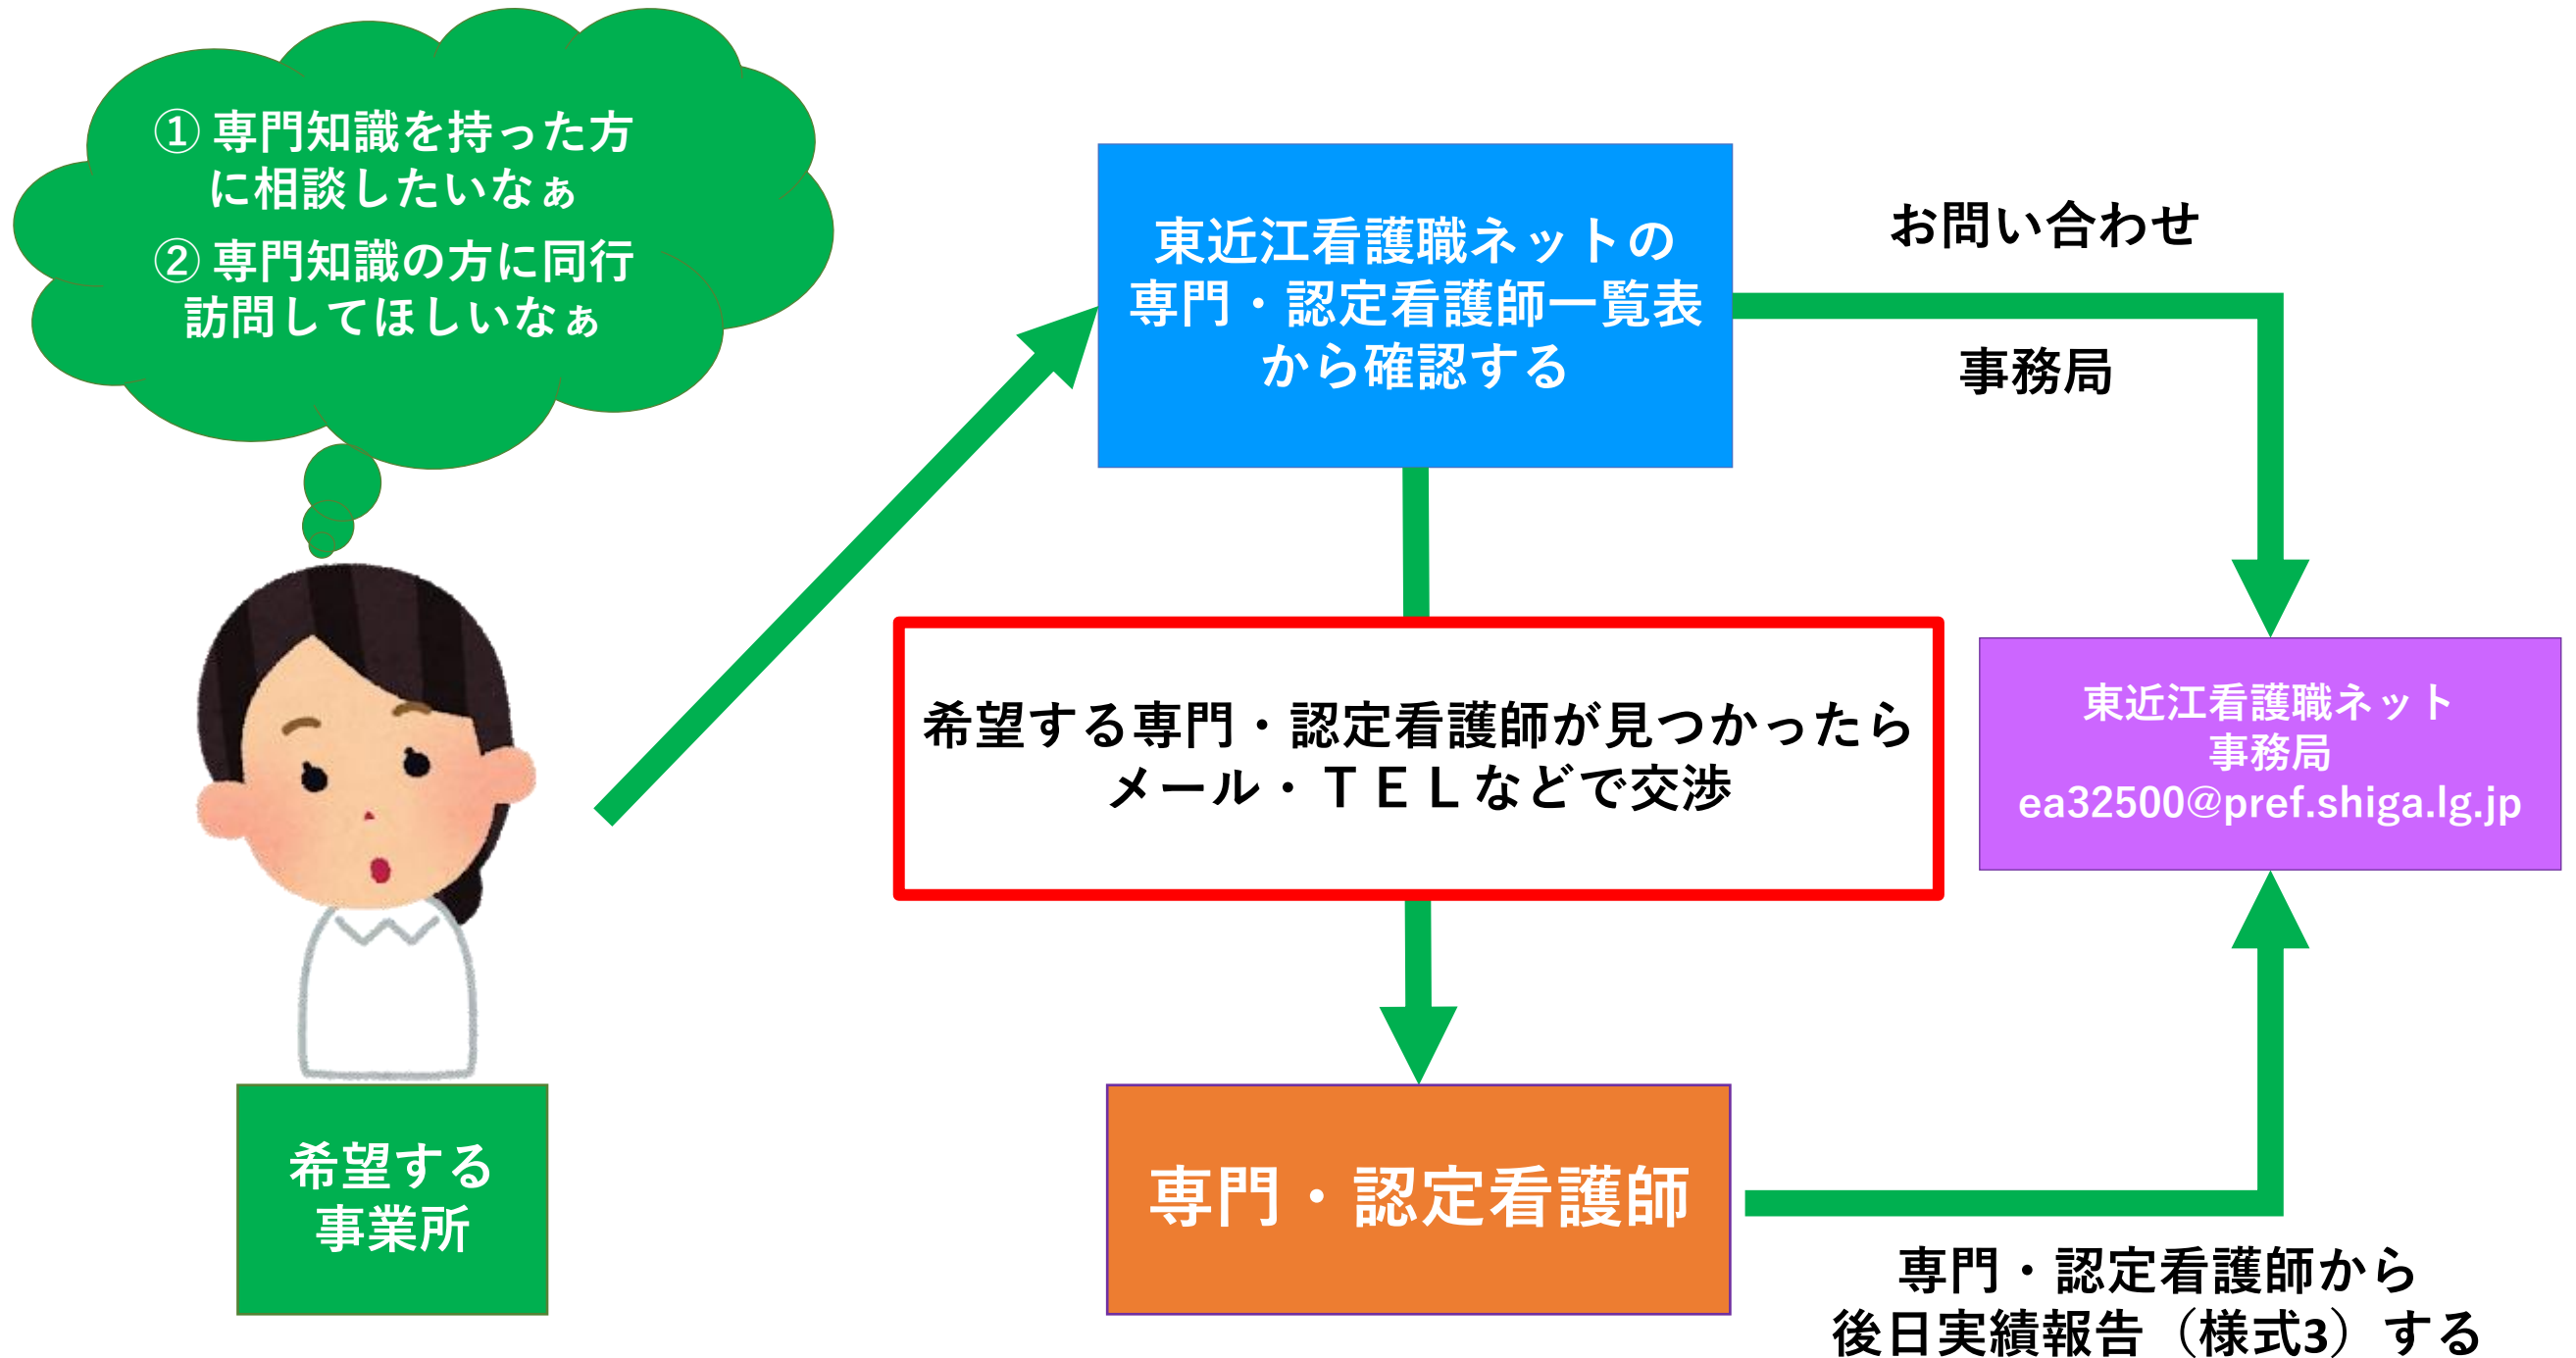 ① 専門知識を持った方
に相談したいなぁ
② 専門知識の方に同行
訪問してほしいなぁ
東近江看護職ネットの
専門・認定看護師一覧表
から確認する
お問い合わせ
事務局
希望する専門・認定看護師が見つかったら
メール・ＴＥＬなどで交渉
東近江看護職ネット
事務局
ea32500@pref.shiga.lg.jp
希望する
事業所
専門・認定看護師
専門・認定看護師から
後日実績報告（様式3）する